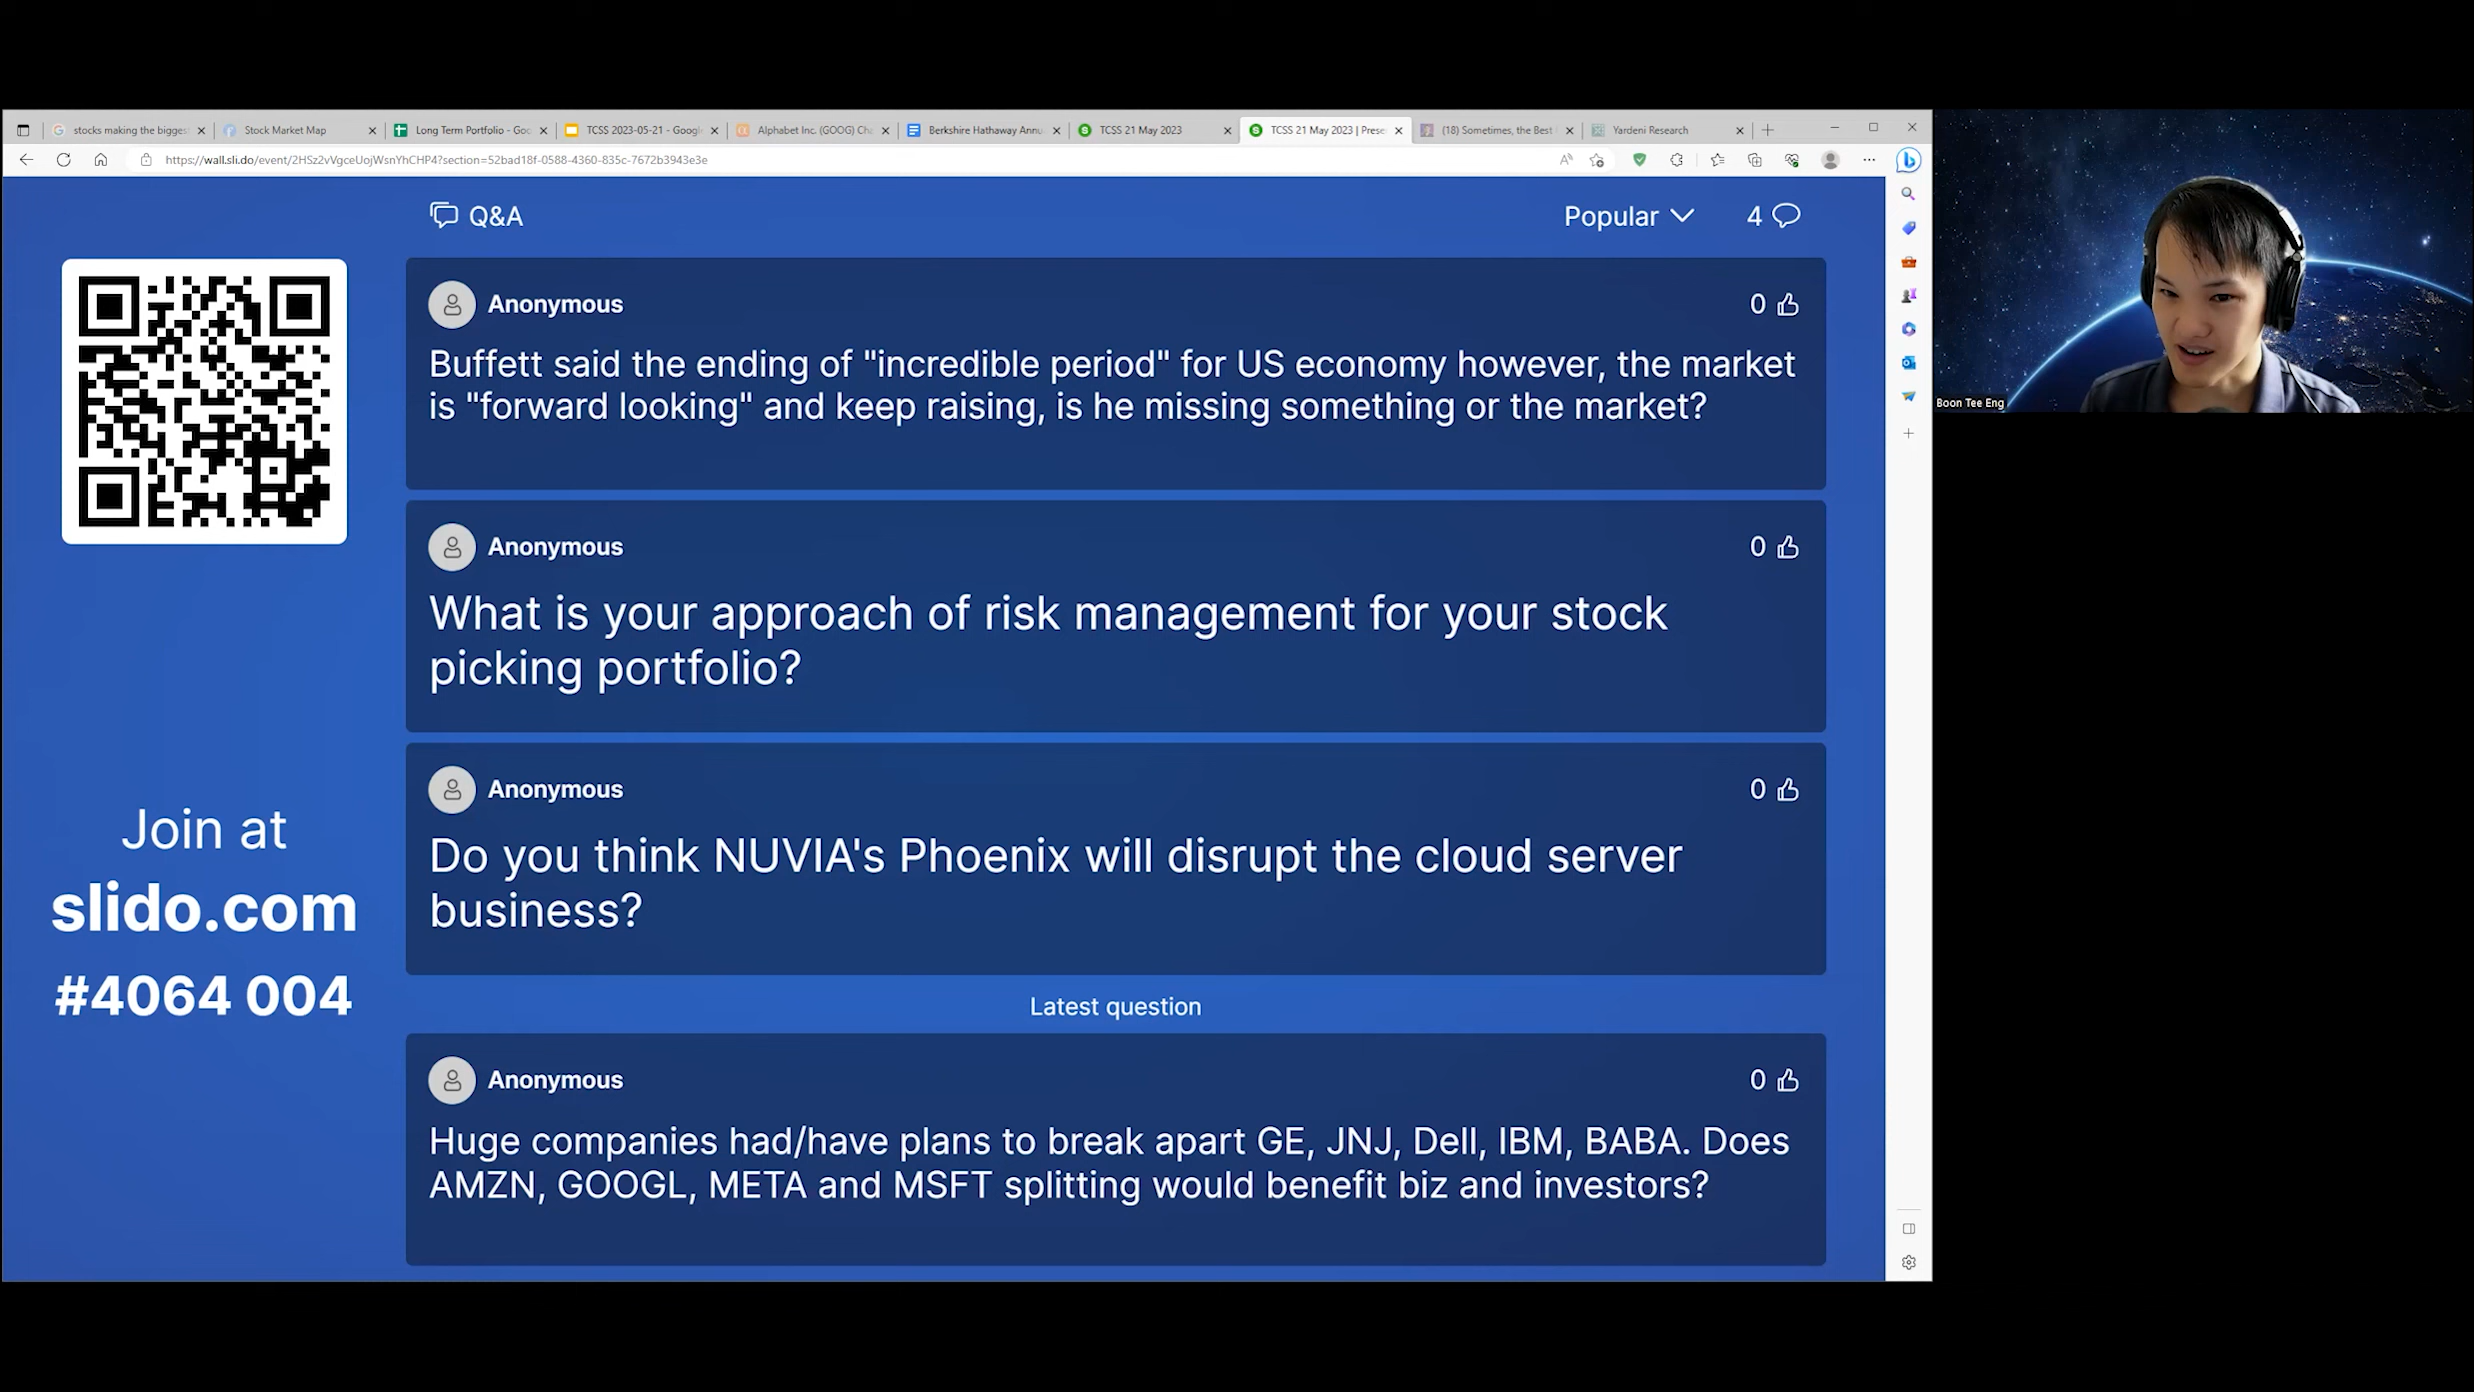 stocks making the bigges
Stock Market Map
Long Term Portfolio - Goo
TCSS 2023-05-21 - Google
Alphabet Inc. (GOOG) Cha
Berkshire Hathaway Annu
TCSS 21 May 2023
TCSS 21 May 2023 | Prese
(18) Sometimes, the Best
Yardeni Research
https://wall.sli.do/event/2HSz2vVgceUojWsnYhCHP4?section=52bad18f-0588-4360-835c-7672b3943e3e
Q&A
Popular
4
Anonymous
0
Buffett said the ending of "incredible period" for US economy however, the market
is "forward looking" and keep raising, is he missing something or the market?
Anonymous
0
What is your approach of risk management for your stock
picking portfolio?
Anonymous
0
Do you think NUVIA's Phoenix will disrupt the cloud server
business?
Latest question
Anonymous
0
Huge companies had/have plans to break apart GE, JNJ, Dell, IBM, BABA. Does
AMZN, GOOGL, META and MSFT splitting would benefit biz and investors?
Join at
slido.com
#4064 004
Boon Tee Eng